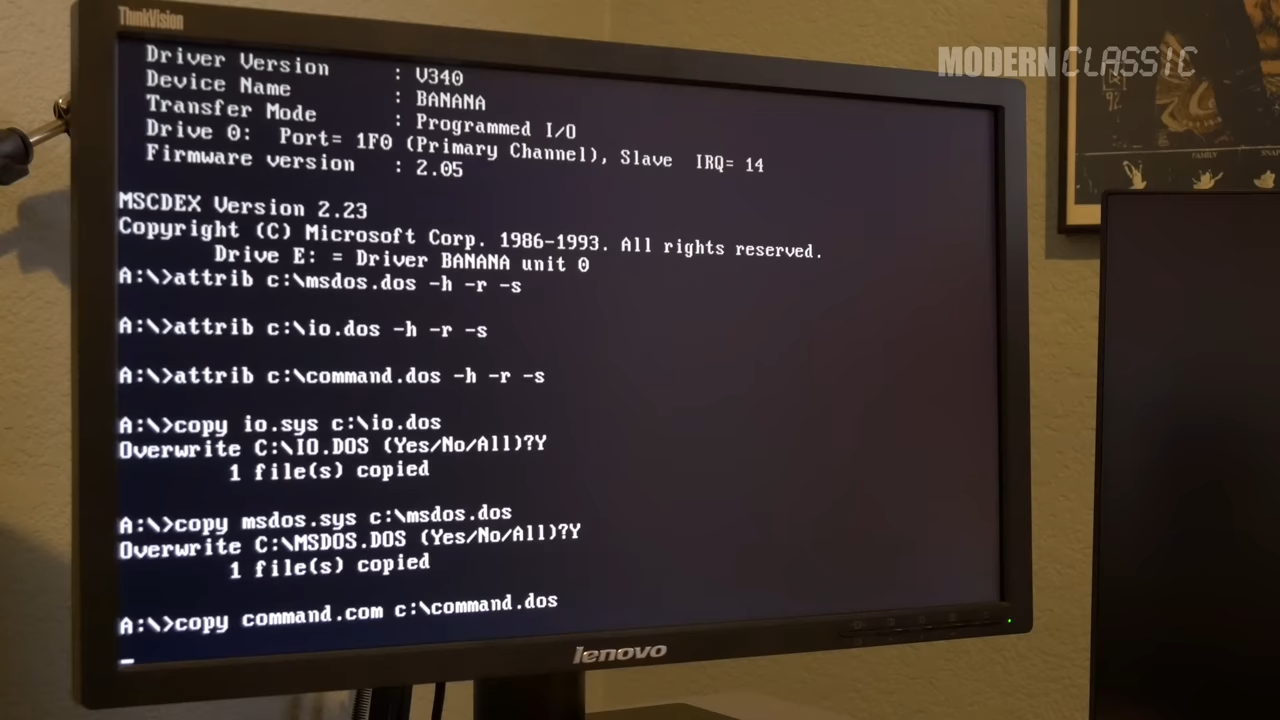 ThinkVision
MODERN CLASSIC
Driver Version : V340
Device Name : BANANA
Transfer Mode : Programmed I/O
Drive 0: Port= 1F0 (Primary Channel), Slave IRQ= 14
Firmware version : 2.05
MSCDEX Version 2.23
Copyright (C) Microsoft Corp. 1986-1993. All rights reserved.
Drive E: = Driver BANANA unit 0
A:\>attrib c:\msdos.dos -h -r -s
A:\>attrib c:\io.dos -h -r -s
A:\>attrib c:\command.dos -h -r -s
A:\>copy io.sys c:\io.dos
Overwrite C:\IO.DOS (Yes/No/All)?Y
1 file(s) copied
A:\>copy msdos.sys c:\msdos.dos
Overwrite C:\MSDOS.DOS (Yes/No/All)?Y
1 file(s) copied
A:\>copy command.com c:\command.dos
lenovo
92
FAMILY